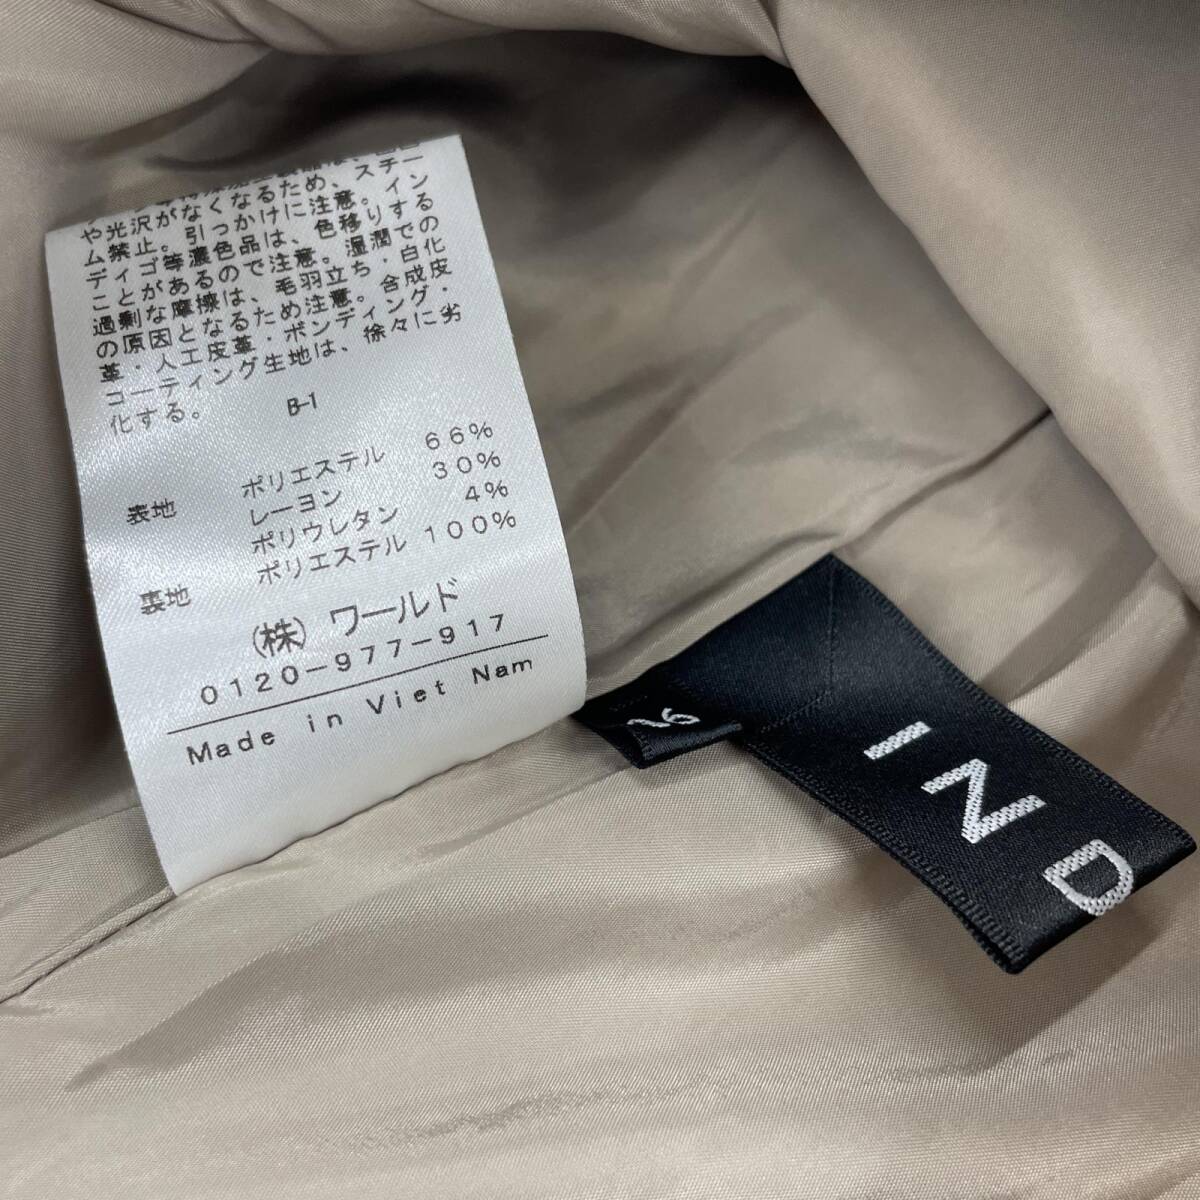 や光沢がなくなるため、スチー
ム禁止。引っかけに注意。イン
ディゴ等濃色品は、色移りする
ことがあるので注意。湿潤での
過剰な摩擦は、毛羽立ち・白化
の原因となるため注意。合成皮
革・人工皮革・ボンディング・
コーティング生地は、徐々に劣
化する。
B-1
表地 ポリエステル 66%
レーヨン 30%
ポリウレタン 4%
裏地 ポリエステル 100%
(株) ワールド
0120-977-917
Made in Viet Nam
IND